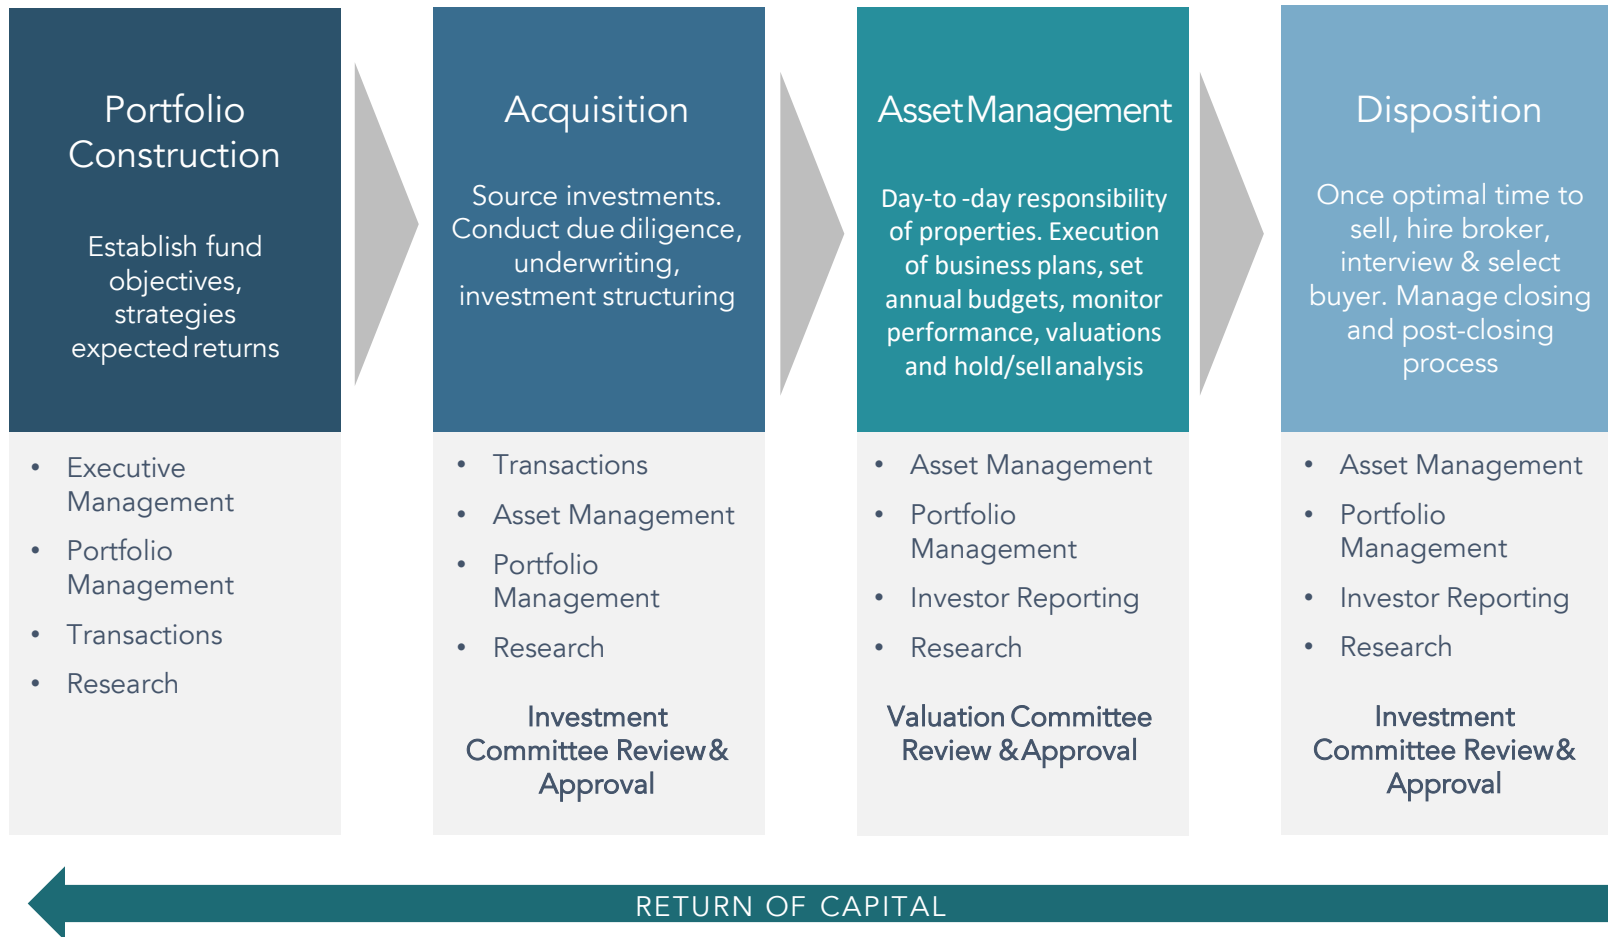 Portfolio
Construction
Establish fund
objectives,
strategies
expected returns
• Executive
Management
• Portfolio
Management
• Transactions
• Research
Acquisition
Source investments.
Conduct due diligence,
underwriting,
investment structuring
• Transactions
• Asset Management
• Portfolio
Management
• Research
Investment
Committee Review &
Approval
Asset Management
Day-to -day responsibility
of properties. Execution
of business plans, set
annual budgets, monitor
performance, valuations
and hold/sell analysis
• Asset Management
• Portfolio
Management
• Investor Reporting
• Research
Valuation Committee
Review & Approval
Disposition
Once optimal time to
sell, hire broker,
interview & select
buyer. Manage closing
and post-closing
process
• Asset Management
• Portfolio
Management
• Investor Reporting
• Research
Investment
Committee Review &
Approval
RETURN OF CAPITAL